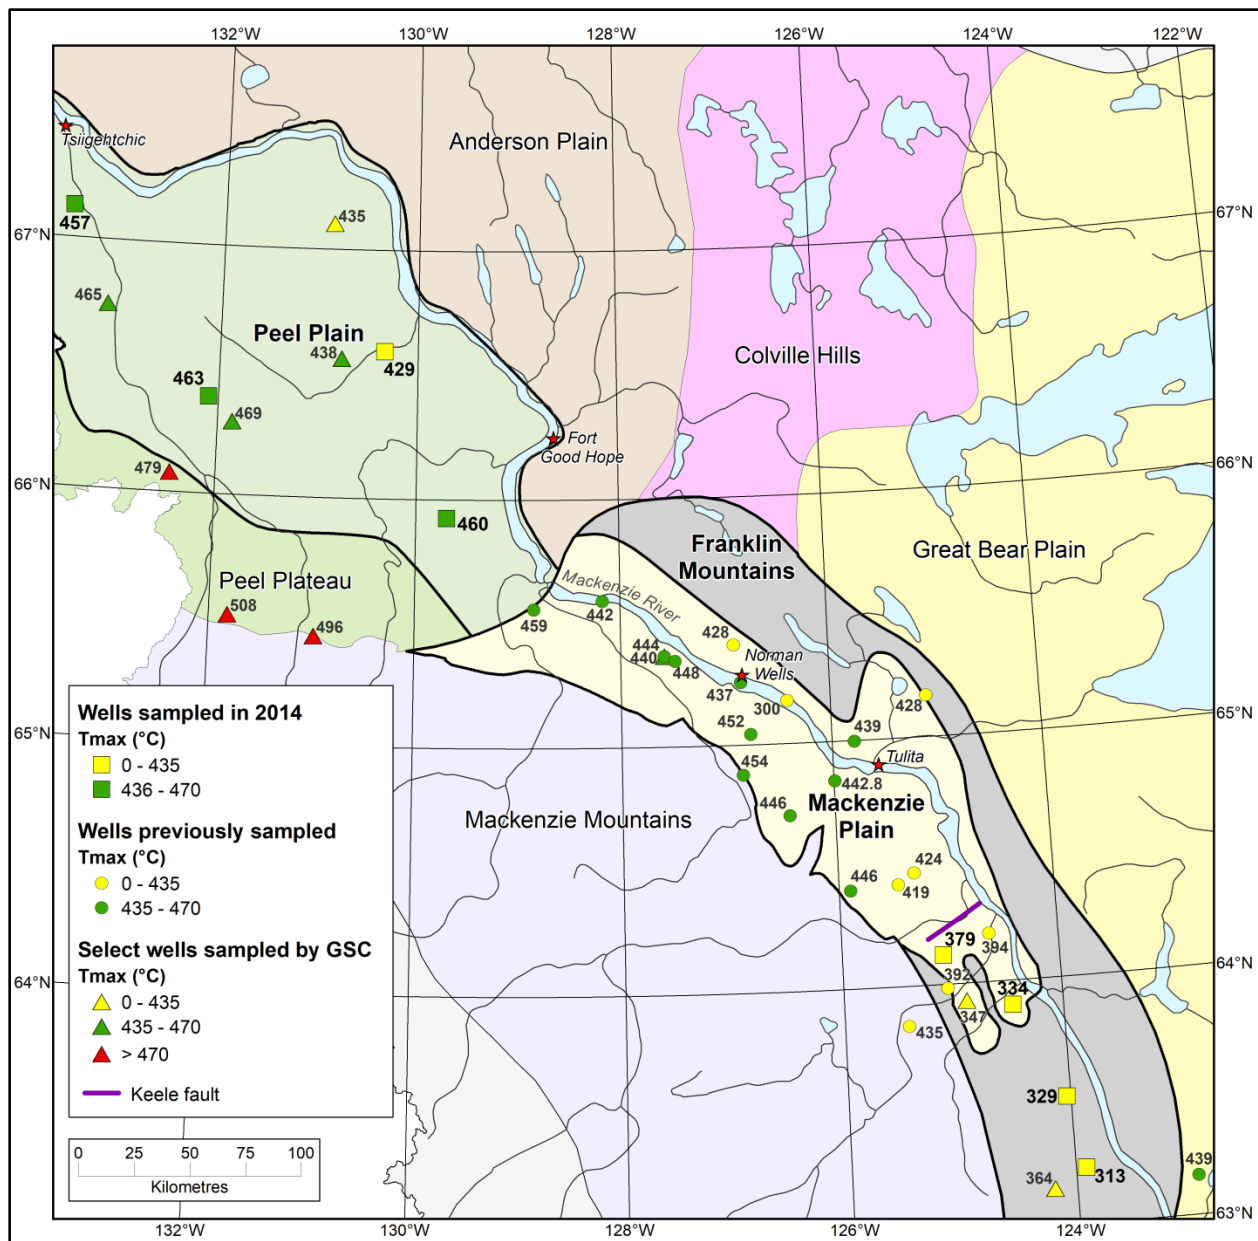 132°W
130°W
128°W
126°W
124°W
122°W
Tsiigehtchic
Anderson Plain
67°N
67°N
457
435
465
Peel Plain
438
429
Colville Hills
463
469
Fort
Good Hope
479
66°N
66°N
460
Franklin
Mountains
Great Bear Plain
Peel Plateau
508
496
459
442
Mackenzie River
428
444
440
448
Norman
Wells
437
300
428
452
439
65°N
65°N
454
Tulita
442.8
446
Mackenzie
Plain
Mackenzie Mountains
424
419
446
379
394
64°N
64°N
392
334
347
435
329
313
364
439
63°N
Wells sampled in 2014
Tmax (°C)
0 - 435
436 - 470
Wells previously sampled
Tmax (°C)
0 - 435
435 - 470
Select wells sampled by GSC
Tmax (°C)
0 - 435
435 - 470
> 470
Keele fault
0 25 50 75 100
Kilometres
132°W
130°W
128°W
126°W
124°W